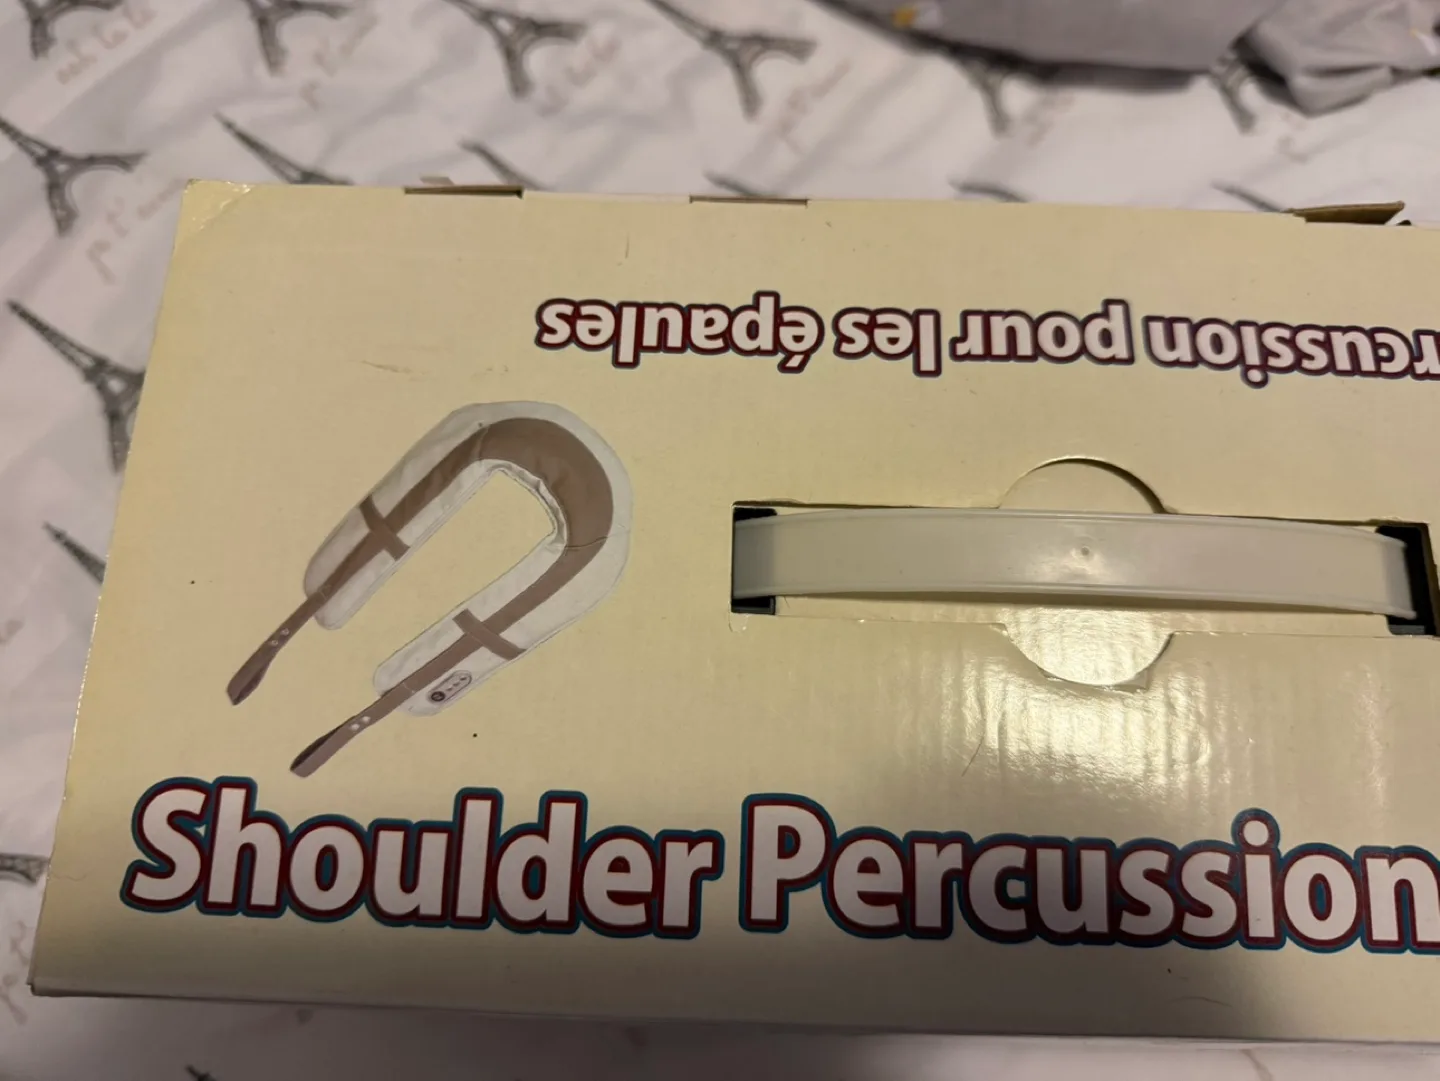 rcussion pour les épaules
Shoulder Percussion